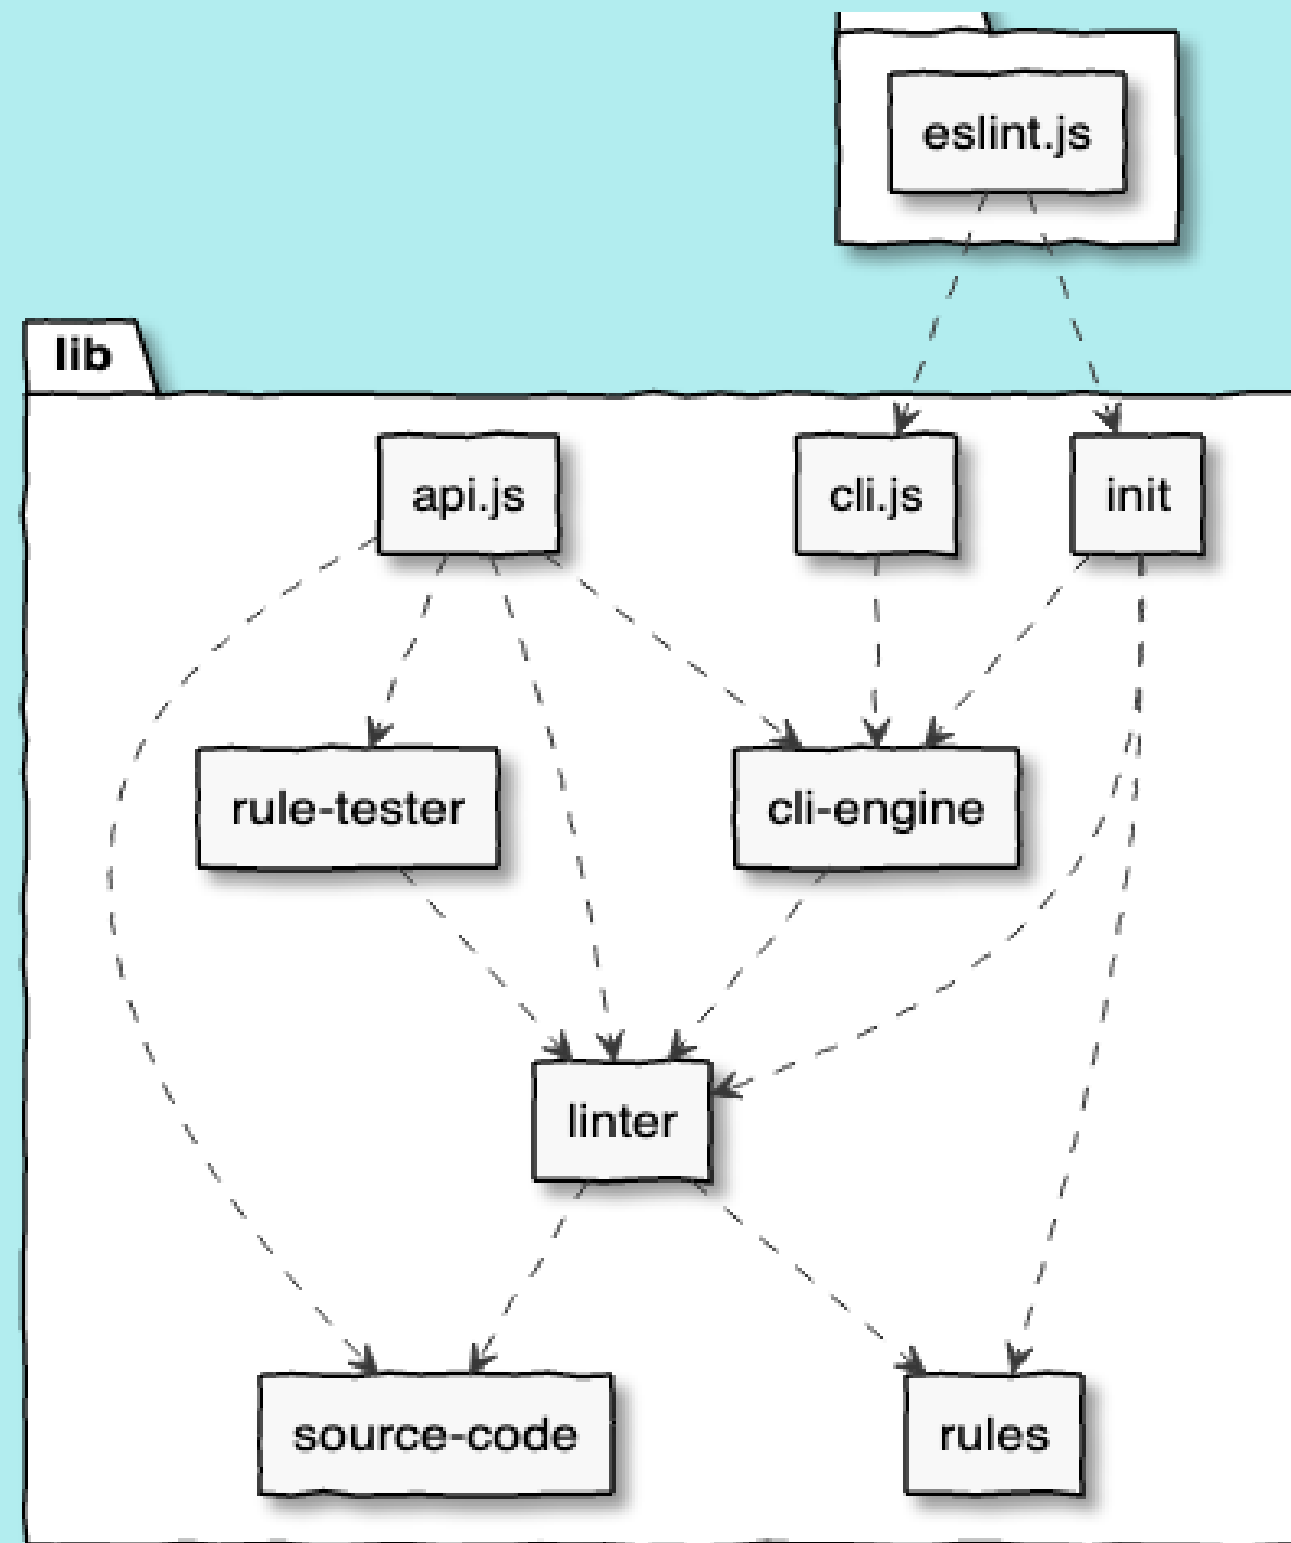 eslint.js
lib
api.js
cli.js
init
rule-tester
cli-engine
linter
source-code
rules